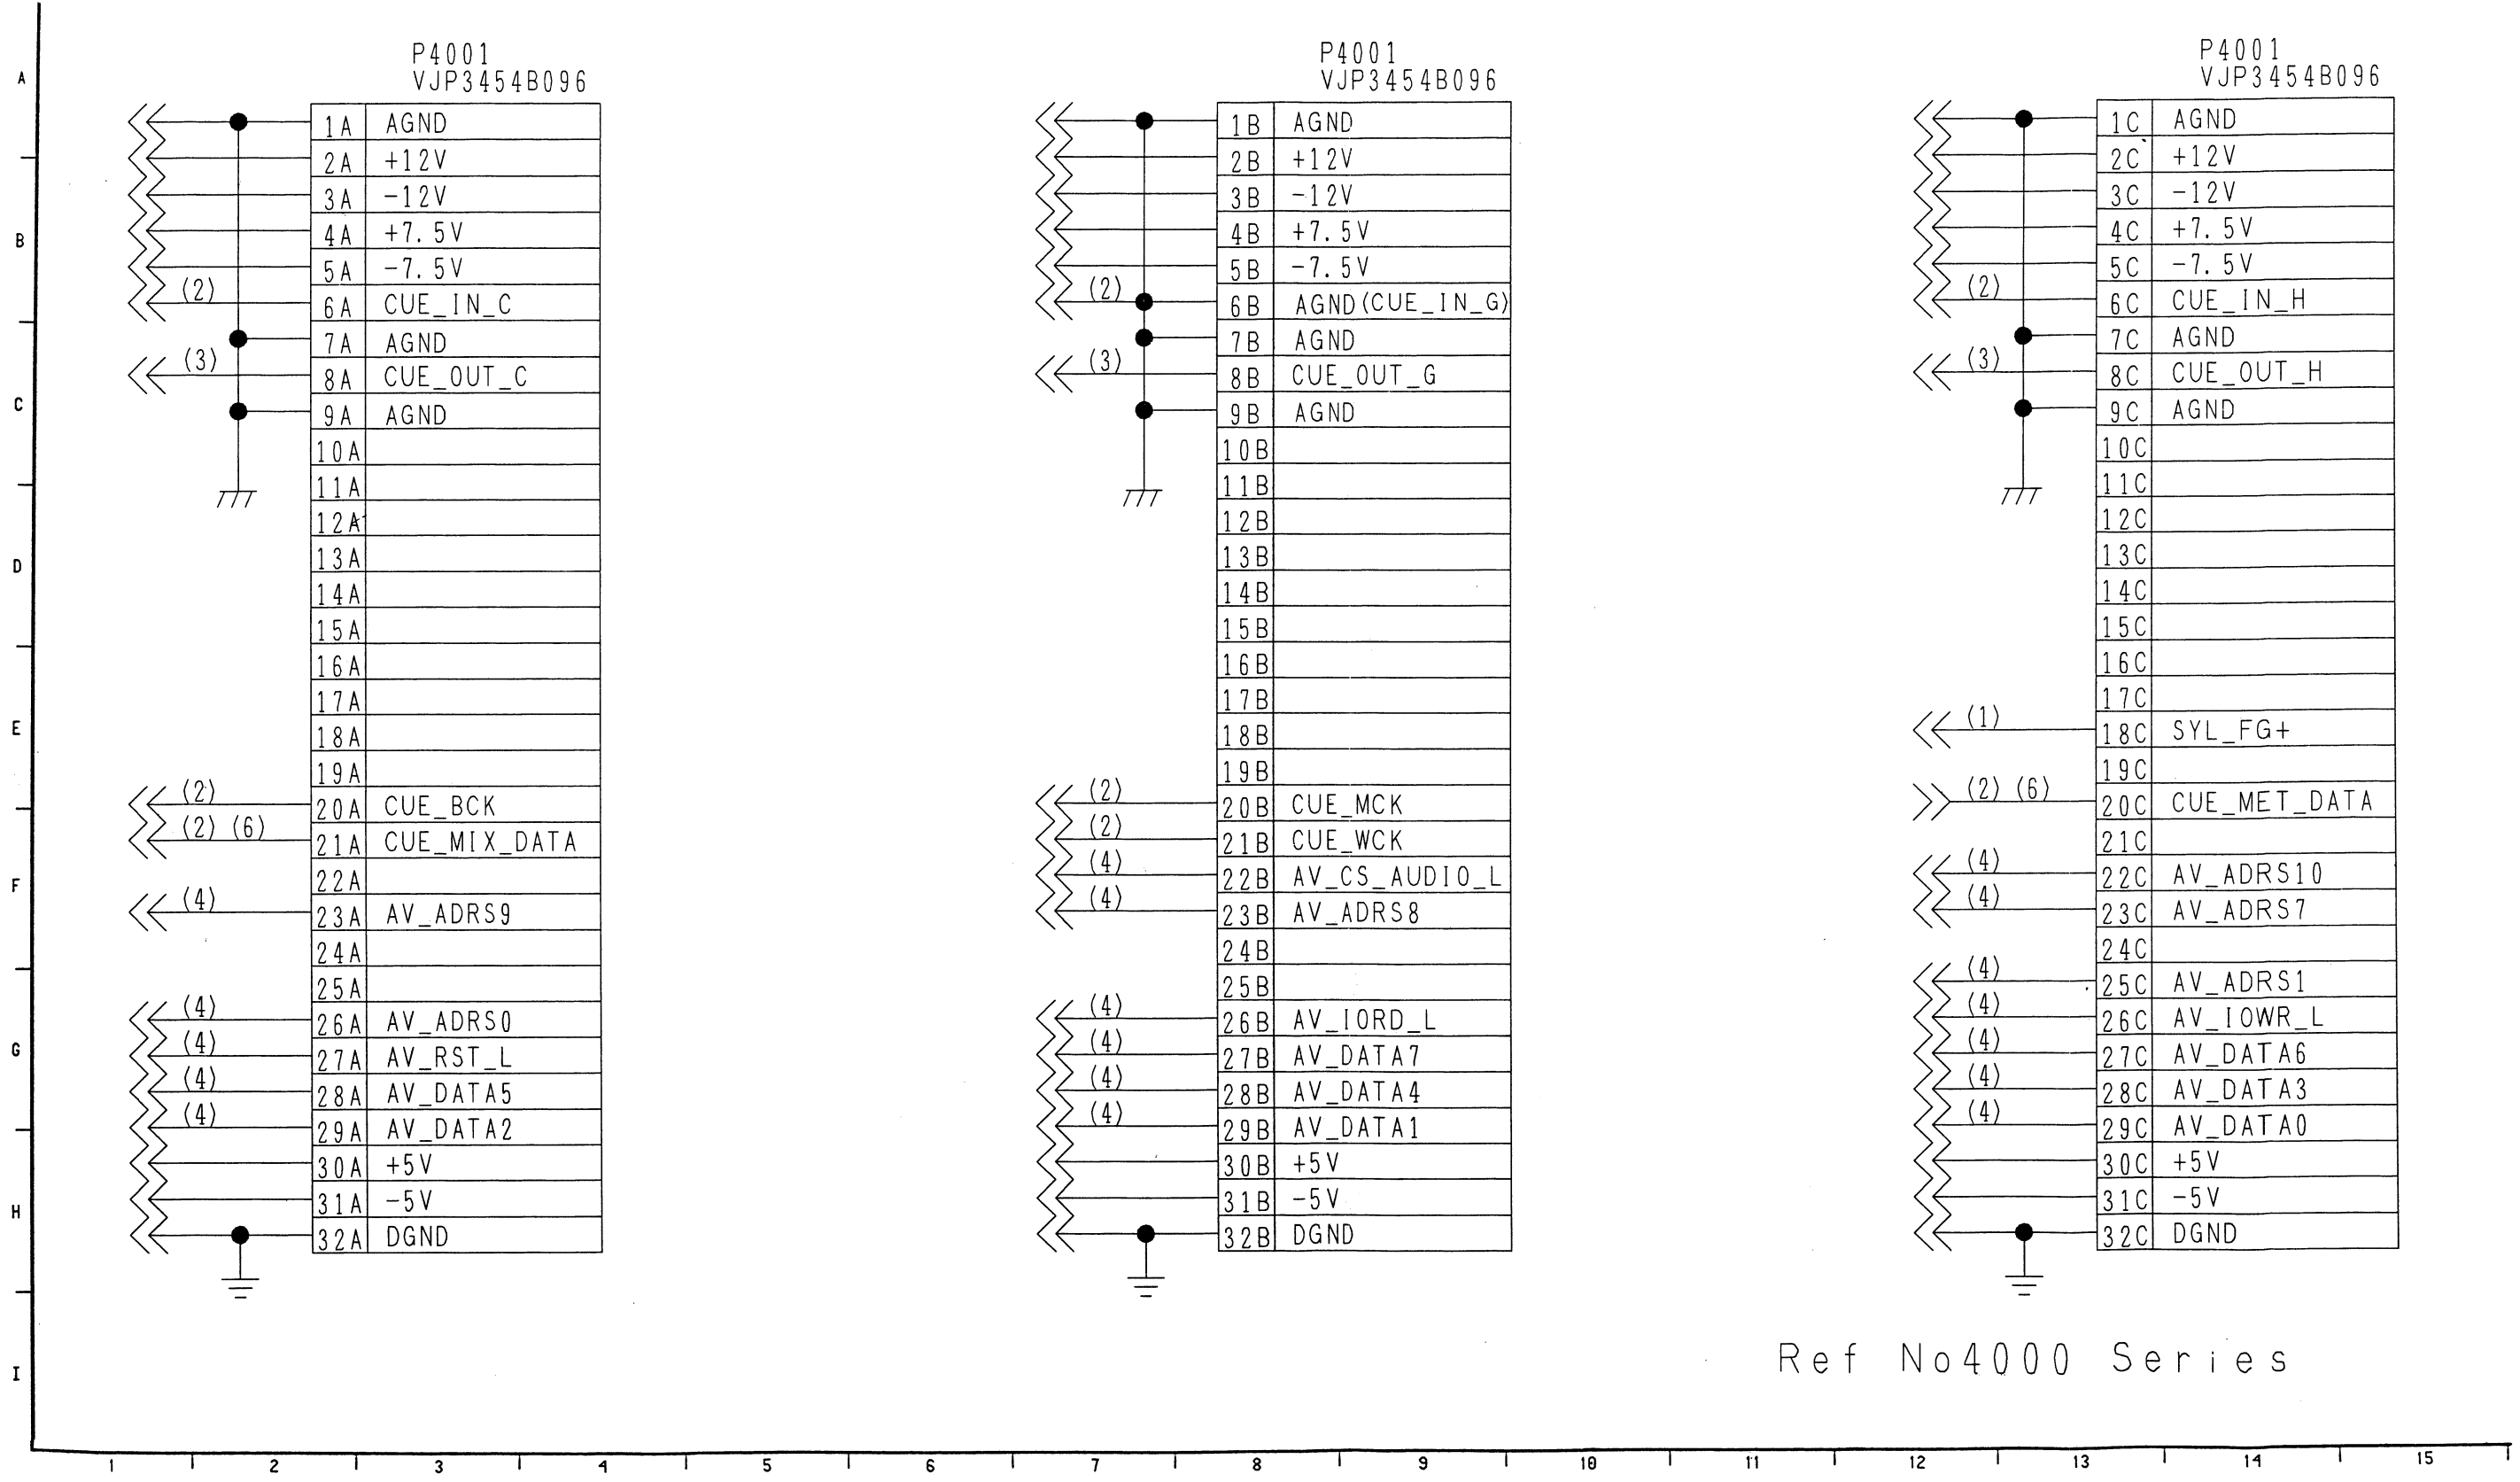 P4001
VJP3454B096
1A AGND
2A +12V
3A -12V
4A +7.5V
5A -7.5V
(2) 6A CUE_IN_C
7A AGND
(3) 8A CUE_OUT_C
9A AGND
10A
11A
12A
13A
14A
15A
16A
17A
18A
19A
(2) 20A CUE_BCK
(2) (6) 21A CUE_MIX_DATA
22A
(4) 23A AV_ADRS9
24A
25A
(4) 26A AV_ADRS0
(4) 27A AV_RST_L
(4) 28A AV_DATA5
(4) 29A AV_DATA2
30A +5V
31A -5V
32A DGND
P4001
VJP3454B096
1B AGND
2B +12V
3B -12V
4B +7.5V
5B -7.5V
(2) 6B AGND(CUE_IN_G)
7B AGND
(3) 8B CUE_OUT_G
9B AGND
10B
11B
12B
13B
14B
15B
16B
17B
18B
19B
(2) 20B CUE_MCK
(2) 21B CUE_WCK
(4) 22B AV_CS_AUDIO_L
(4) 23B AV_ADRS8
24B
25B
(4) 26B AV_IORD_L
(4) 27B AV_DATA7
(4) 28B AV_DATA4
(4) 29B AV_DATA1
30B +5V
31B -5V
32B DGND
P4001
VJP3454B096
1C AGND
2C +12V
3C -12V
4C +7.5V
5C -7.5V
(2) 6C CUE_IN_H
7C AGND
(3) 8C CUE_OUT_H
9C AGND
10C
11C
12C
13C
14C
15C
16C
17C
(1) 18C SYL_FG+
19C
(2) (6) 20C CUE_MET_DATA
21C
(4) 22C AV_ADRS10
(4) 23C AV_ADRS7
24C
(4) 25C AV_ADRS1
(4) 26C AV_IOWR_L
(4) 27C AV_DATA6
(4) 28C AV_DATA3
(4) 29C AV_DATA0
30C +5V
31C -5V
32C DGND
Ref No4000 Series
A
B
C
D
E
F
G
H
I
1 2 3 4 5 6 7 8 9 10 11 12 13 14 15